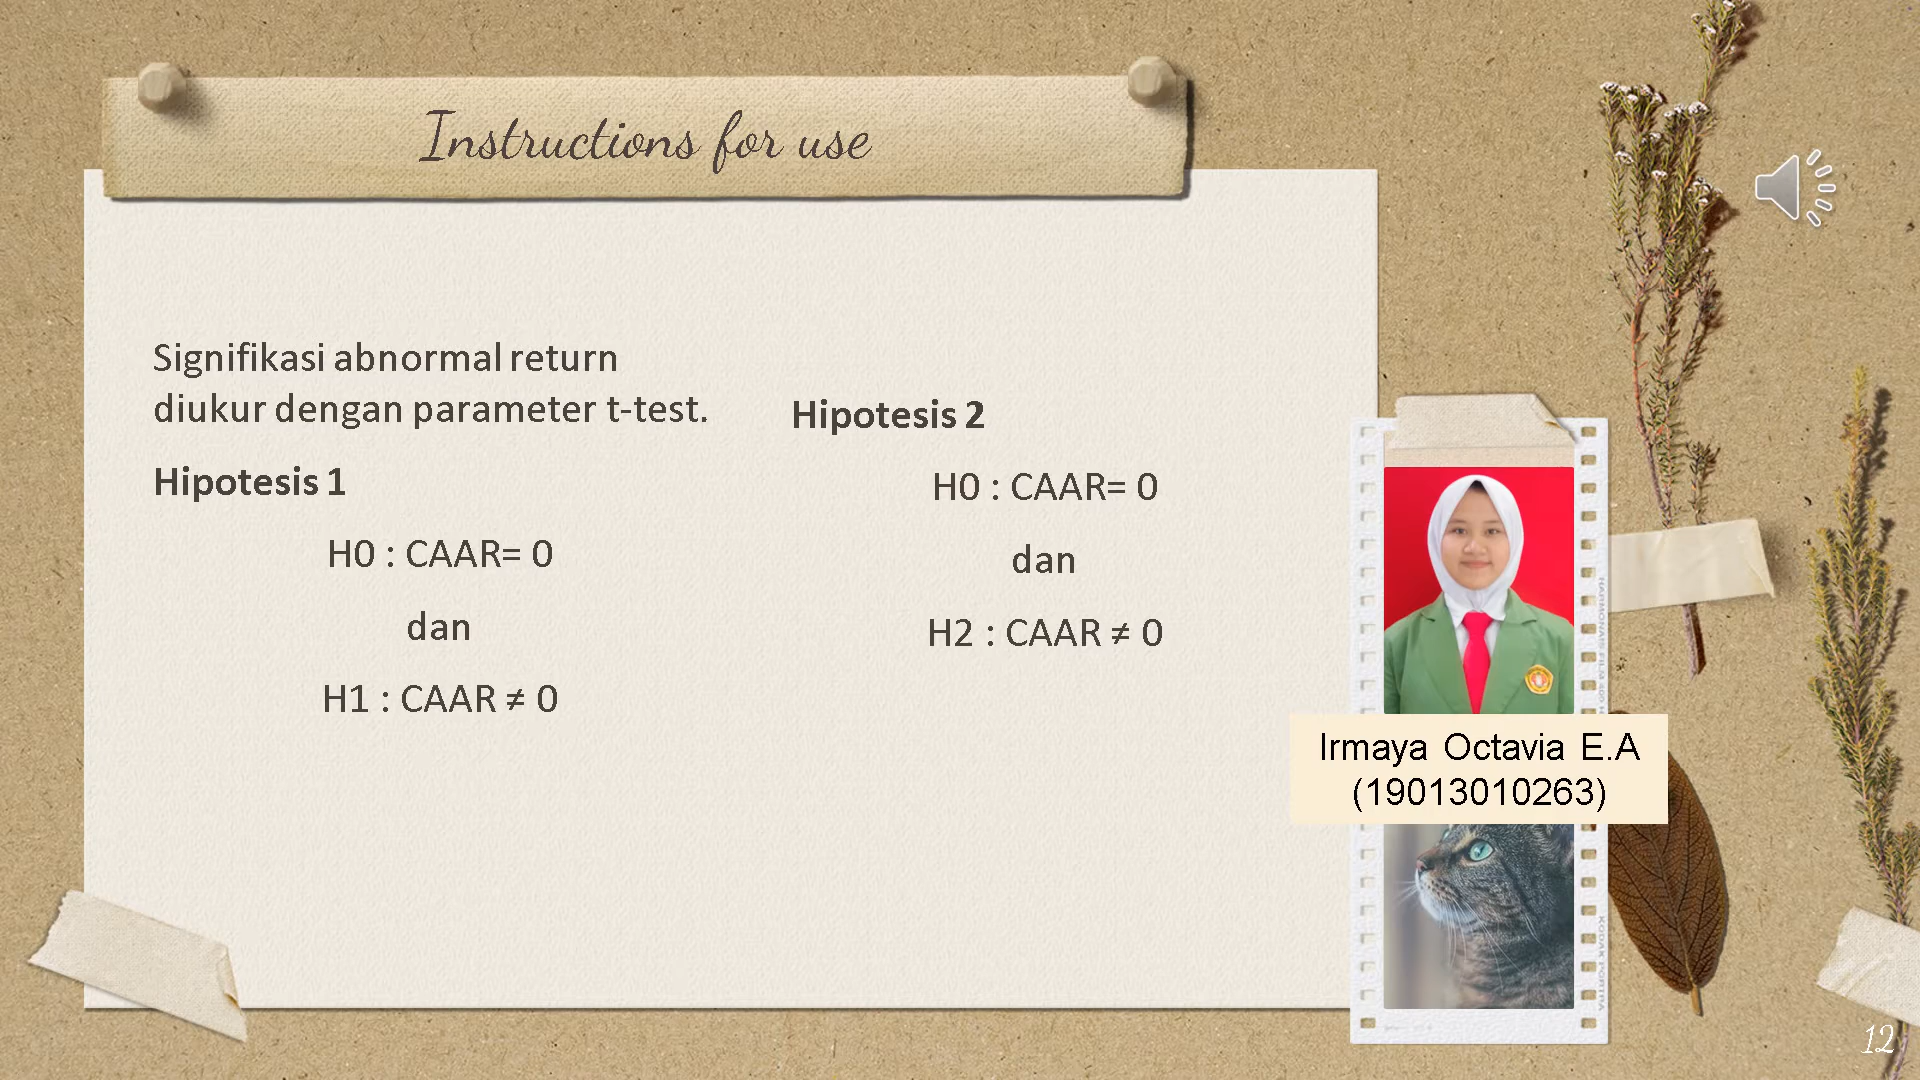 Instructions for use
Signifikasi abnormal return
diukur dengan parameter t-test.
Hipotesis 1
H0 : CAAR= 0
dan
H1 : CAAR ≠ 0
Hipotesis 2
H0 : CAAR= 0
dan
H2 : CAAR ≠ 0
Irmaya Octavia E.A
(19013010263)
12